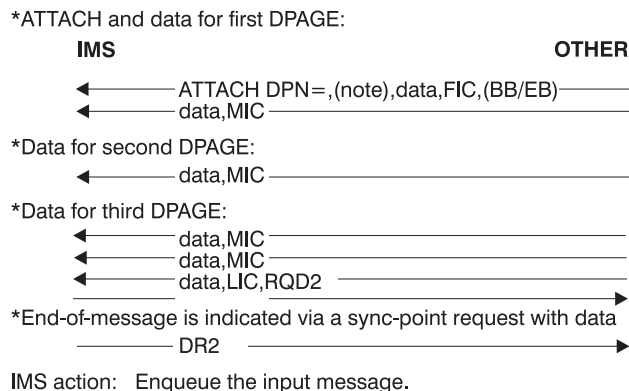 *ATTACH and data for first DPAGE:
IMS OTHER
ATTACH DPN=,(note),data,FIC,(BB/EB)
data,MIC
*Data for second DPAGE:
data,MIC
*Data for third DPAGE:
data,MIC
data,MIC
data,LIC,RQD2
*End-of-message is indicated via a sync-point request with data
DR2
IMS action: Enqueue the input message.